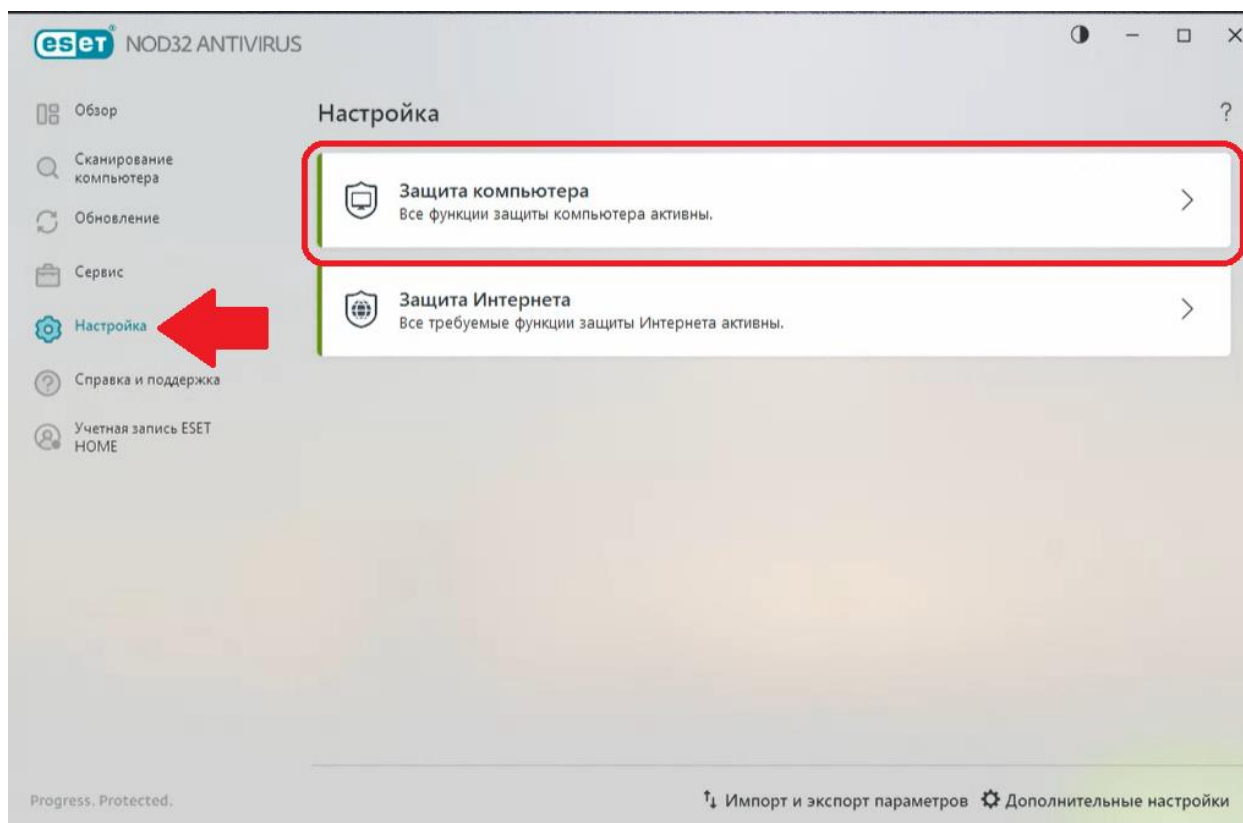 eset® NOD32 ANTIVIRUS
Обзор
Сканирование
компьютера
Обновление
Сервис
Настройка
Справка и поддержка
Учетная запись ESET
HOME
Настройка
?
Защита компьютера
Все функции защиты компьютера активны.
Защита Интернета
Все требуемые функции защиты Интернета активны.
Progress. Protected.
Импорт и экспорт параметров
Дополнительные настройки